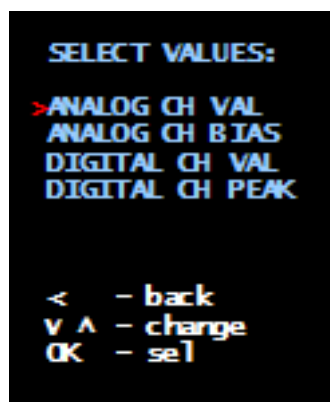 SELECT VALUES:
>ANALOG CH VAL
ANALOG CH BIAS
DIGITAL CH VAL
DIGITAL CH PEAK
< - back
v ^ - change
OK - sel